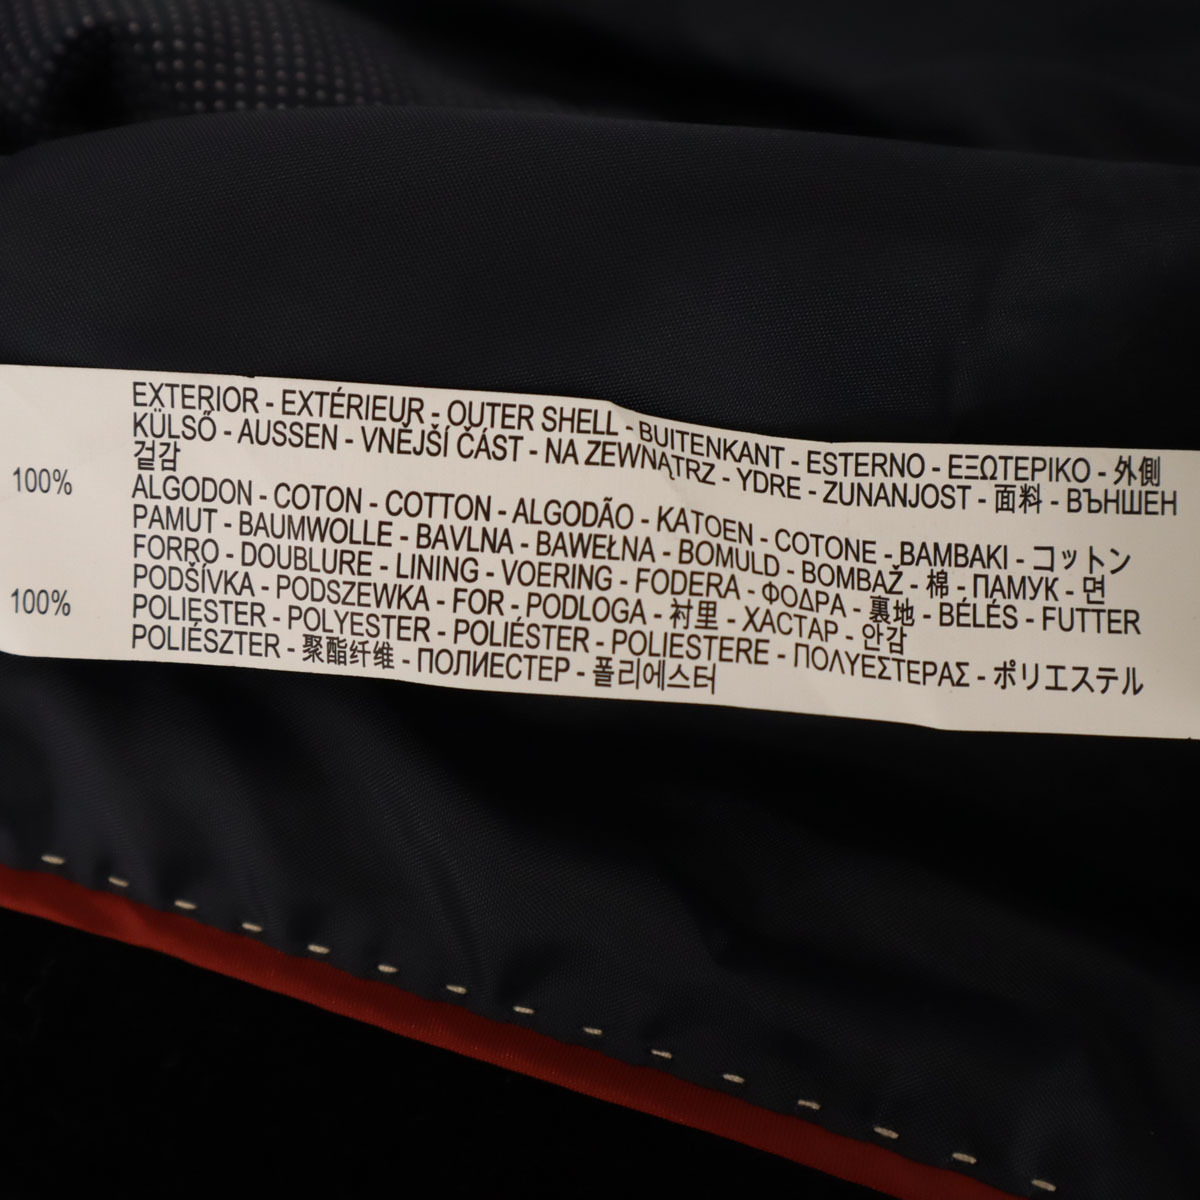 EXTERIOR - EXTÉRIEUR - OUTER SHELL - BUITENKANT - ESTERNO - ΕΞΩΤΕΡΙΚΟ - 外側
KÜLSŐ - AUSSEN - VNĚJŠÍ ČÁST - NA ZEWNĄTRZ - YDRE - ZUNANJOST - 面料 - ВЪНШЕН
겉감
100% ALGODON - COTON - COTTON - ALGODÃO - KATOEN - COTONE - BAMBAKI - コットン
PAMUT - BAUMWOLLE - BAVLNA - BAWEŁNA - BOMULD - BOMBAŽ - 棉 - ПАМУК - 면
FORRO - DOUBLURE - LINING - VOERING - FODERA - ΦΟΔΡΑ - 裏地 - BÉLÉS - FUTTER
PODŠÍVKA - PODSZEWKA - FOR - PODLOGA - 衬里 - ХАСТАР - 안감
100% POLIESTER - POLYESTER - POLIÉSTER - POLIESTERE - ΠΟΛΥΕΣΤΕΡΑΣ - ポリエステル
POLIÉSZTER - 聚酯纤维 - ПОЛИЕСТЕР - 폴리에스터